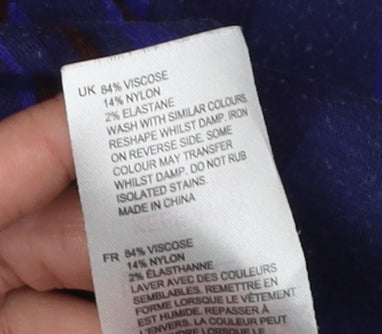 UK 84% VISCOSE
14% NYLON
2% ELASTANE
WASH WITH SIMILAR COLOURS.
RESHAPE WHILST DAMP. IRON
ON REVERSE SIDE. SOME
COLOUR MAY TRANSFER
WHILST DAMP. DO NOT RUB
ISOLATED STAINS.
MADE IN CHINA
FR 84% VISCOSE
14% NYLON
2% ÉLASTHANNE
LAVER AVEC DES COULEURS
SEMBLABLES. REMETTRE EN
FORME LORSQUE LE VÊTEMENT
EST HUMIDE. REPASSER À
L'ENVERS. LA COULEUR PEUT
LORSQUE LE